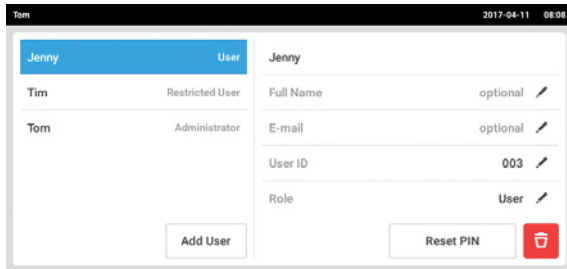 Tom 2017-04-11 08:08
Jenny User
Tim Restricted User
Tom Administrator
Add User
Jenny
Full Name optional
E-mail optional
User ID 003
Role User
Reset PIN